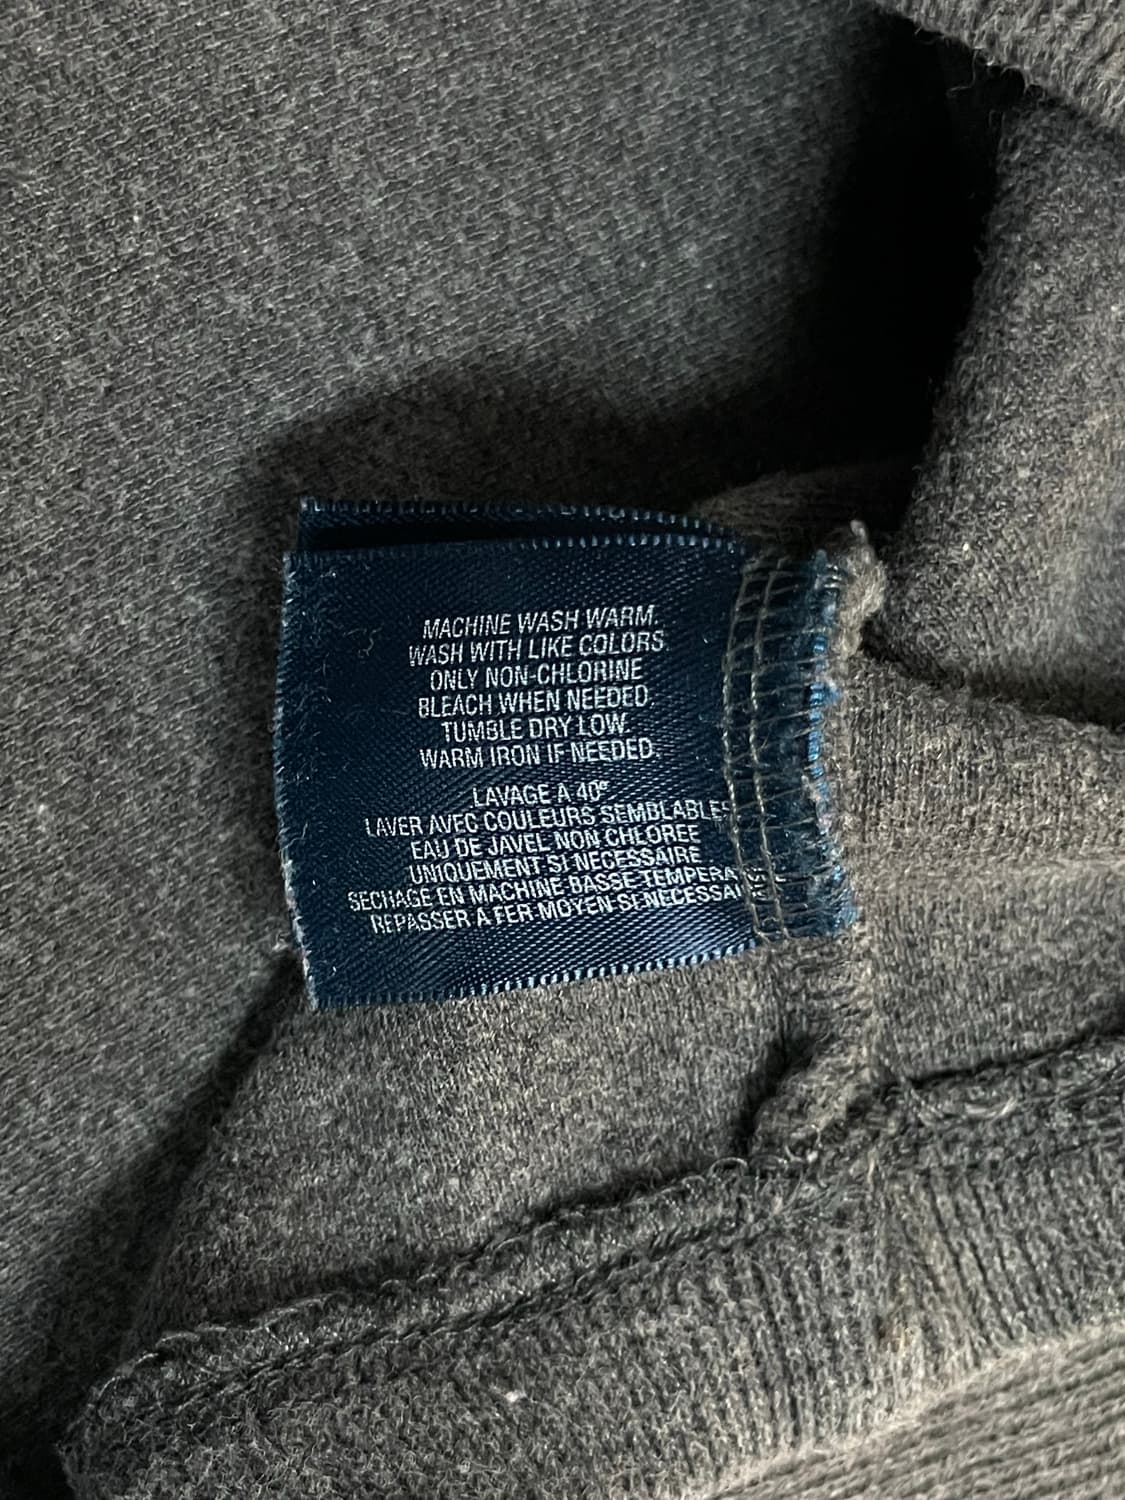 MACHINE WASH WARM.
WASH WITH LIKE COLORS.
ONLY NON-CHLORINE
BLEACH WHEN NEEDED.
TUMBLE DRY LOW.
WARM IRON IF NEEDED.
LAVAGE A 40°
LAVER AVEC COULEURS SEMBLABLES
EAU DE JAVEL NON CHLOREE
UNIQUEMENT SI NECESSAIRE
SECHAGE EN MACHINE BASSE
REPASSER A FER MOYEN SI